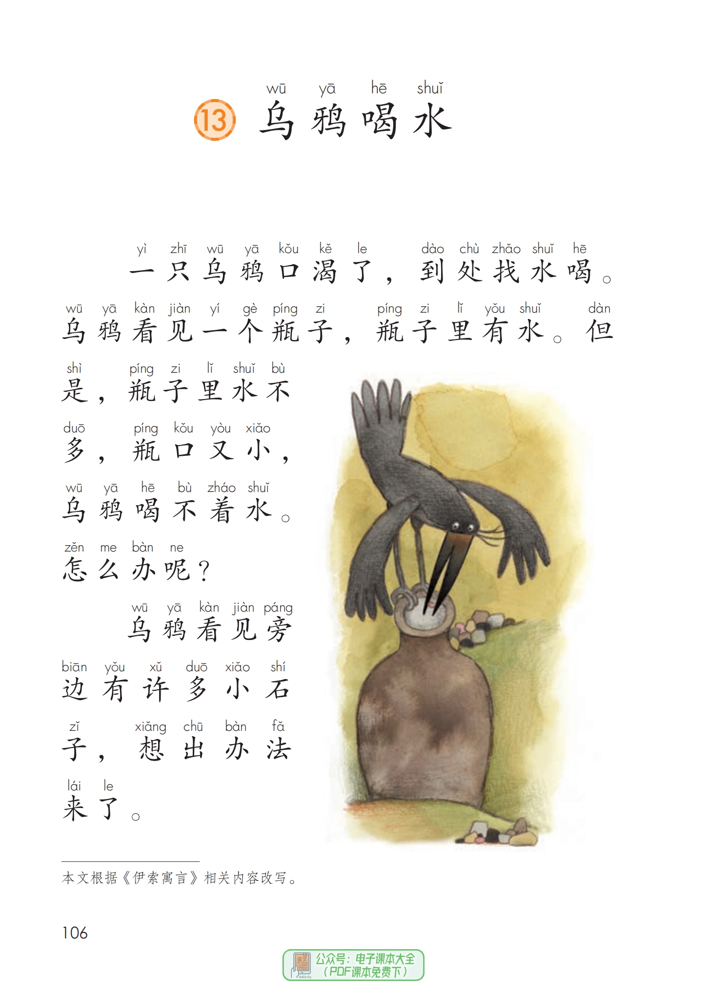 wū yā hē shuǐ
13 乌鸦喝水
yì zhī wū yā kǒu kě le dào chù zhǎo shuǐ hē
一只乌鸦口渴了，到处找水喝。
wū yā kàn jiàn yí gè píng zi píng zi lǐ yǒu shuǐ dàn
乌鸦看见一个瓶子，瓶子里有水。但
shì píng zi lǐ shuǐ bù
是，瓶子里水不
duō píng kǒu yòu xiǎo
多，瓶口又小，
wū yā hē bù zháo shuǐ
乌鸦喝不着水。
zěn me bàn ne
怎么办呢？
wū yā kàn jiàn páng
乌鸦看见旁
biān yǒu xǔ duō xiǎo shí
边有许多小石
zǐ xiǎng chū bàn fǎ
子，想出办法
lái le
来了。
本文根据《伊索寓言》相关内容改写。
106
语文
dzkbdq
公众号：电子课本大全
（PDF课本免费下）